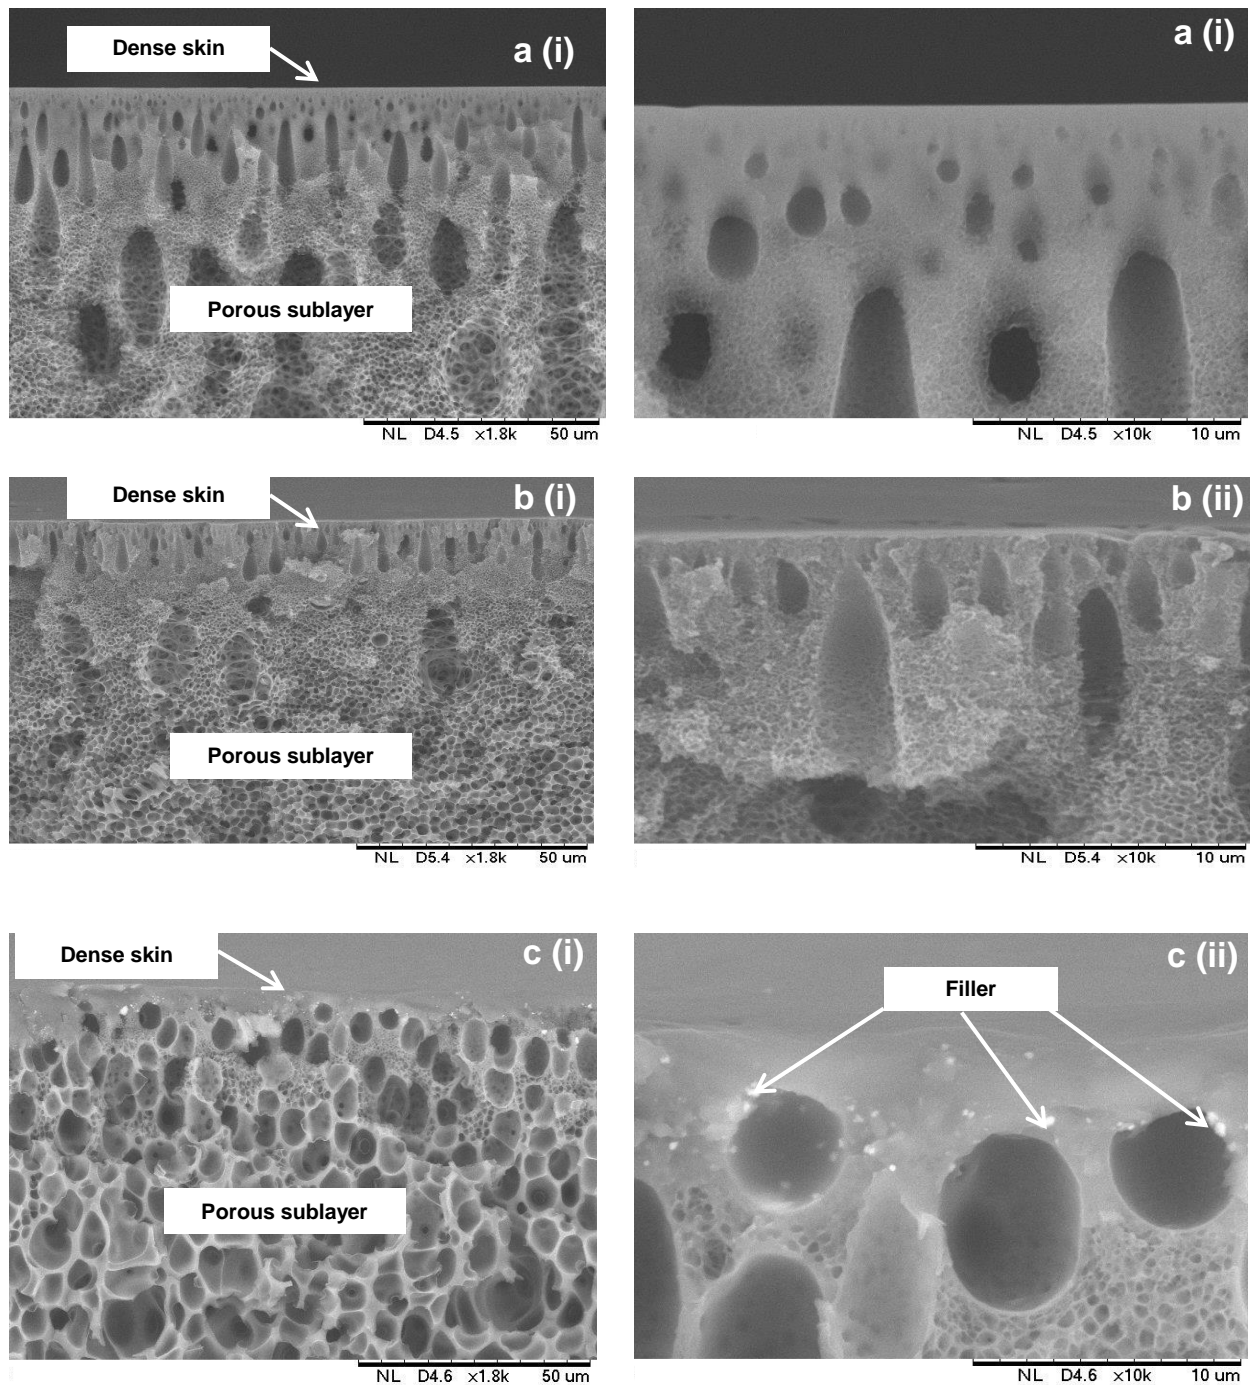 Dense skin
a (i)
a (i)
Porous sublayer
NL D4.5 x1.8k 50 um
NL D4.5 x10k 10 um
Dense skin
b (i)
b (ii)
Porous sublayer
NL D5.4 x1.8k 50 um
NL D5.4 x10k 10 um
Dense skin
c (i)
c (ii)
Filler
Porous sublayer
NL D4.6 x1.8k 50 um
NL D4.6 x10k 10 um